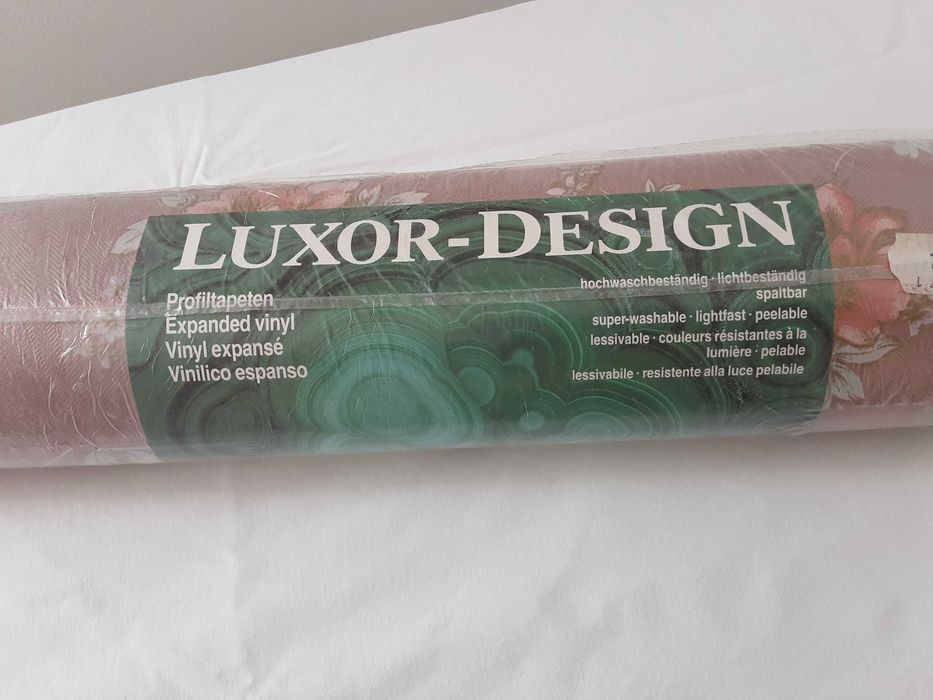 LUXOR-DESIGN
Profiltapeten
Expanded vinyl
Vinyl expansé
Vinilico espanso
hochwaschbeständig · lichtbeständig
spaltbar
super-washable · lightfast · peelable
lessivable · couleurs résistantes à la
lumière · pelable
lessivabile · resistente alla luce pelabile